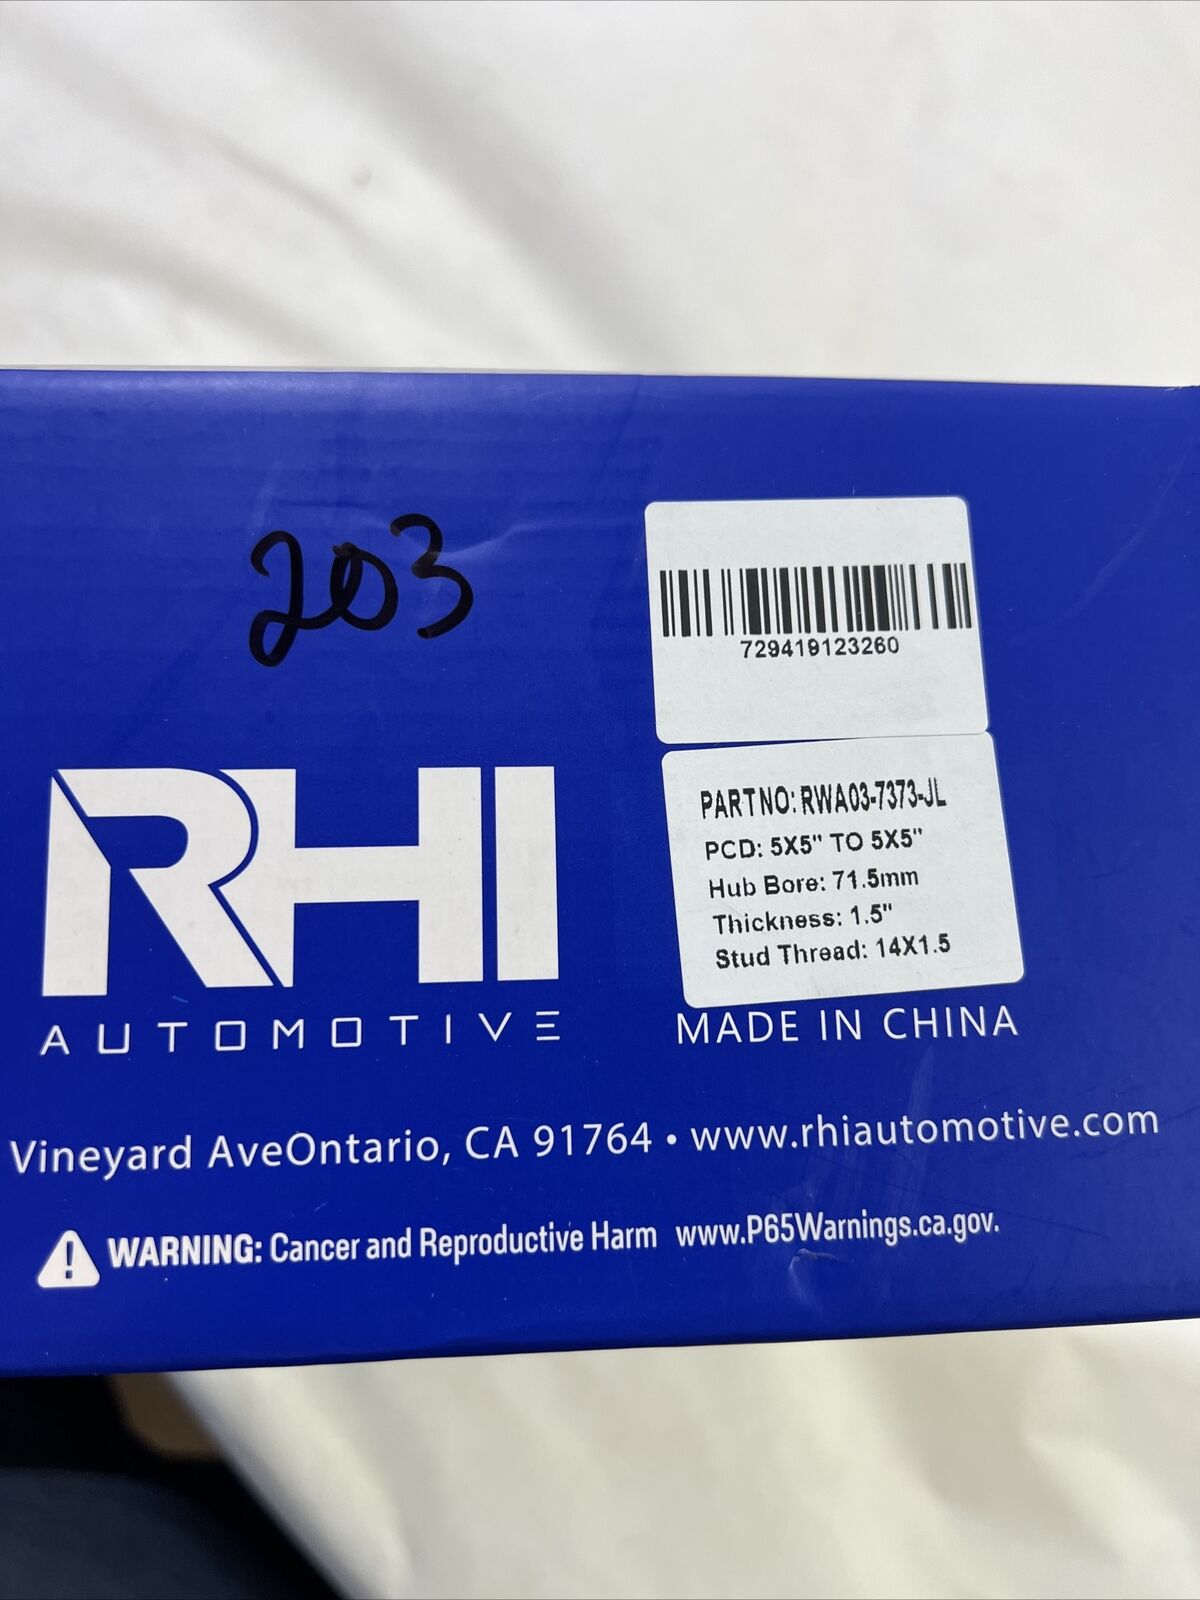 203
729419123260
PART NO: RWA03-7373-JL
PCD: 5X5" TO 5X5"
Hub Bore: 71.5mm
Thickness: 1.5"
Stud Thread: 14X1.5
RHI
AUTOMOTIVE
MADE IN CHINA
Vineyard AveOntario, CA 91764 • www.rhiautomotive.com
WARNING: Cancer and Reproductive Harm www.P65Warnings.ca.gov.